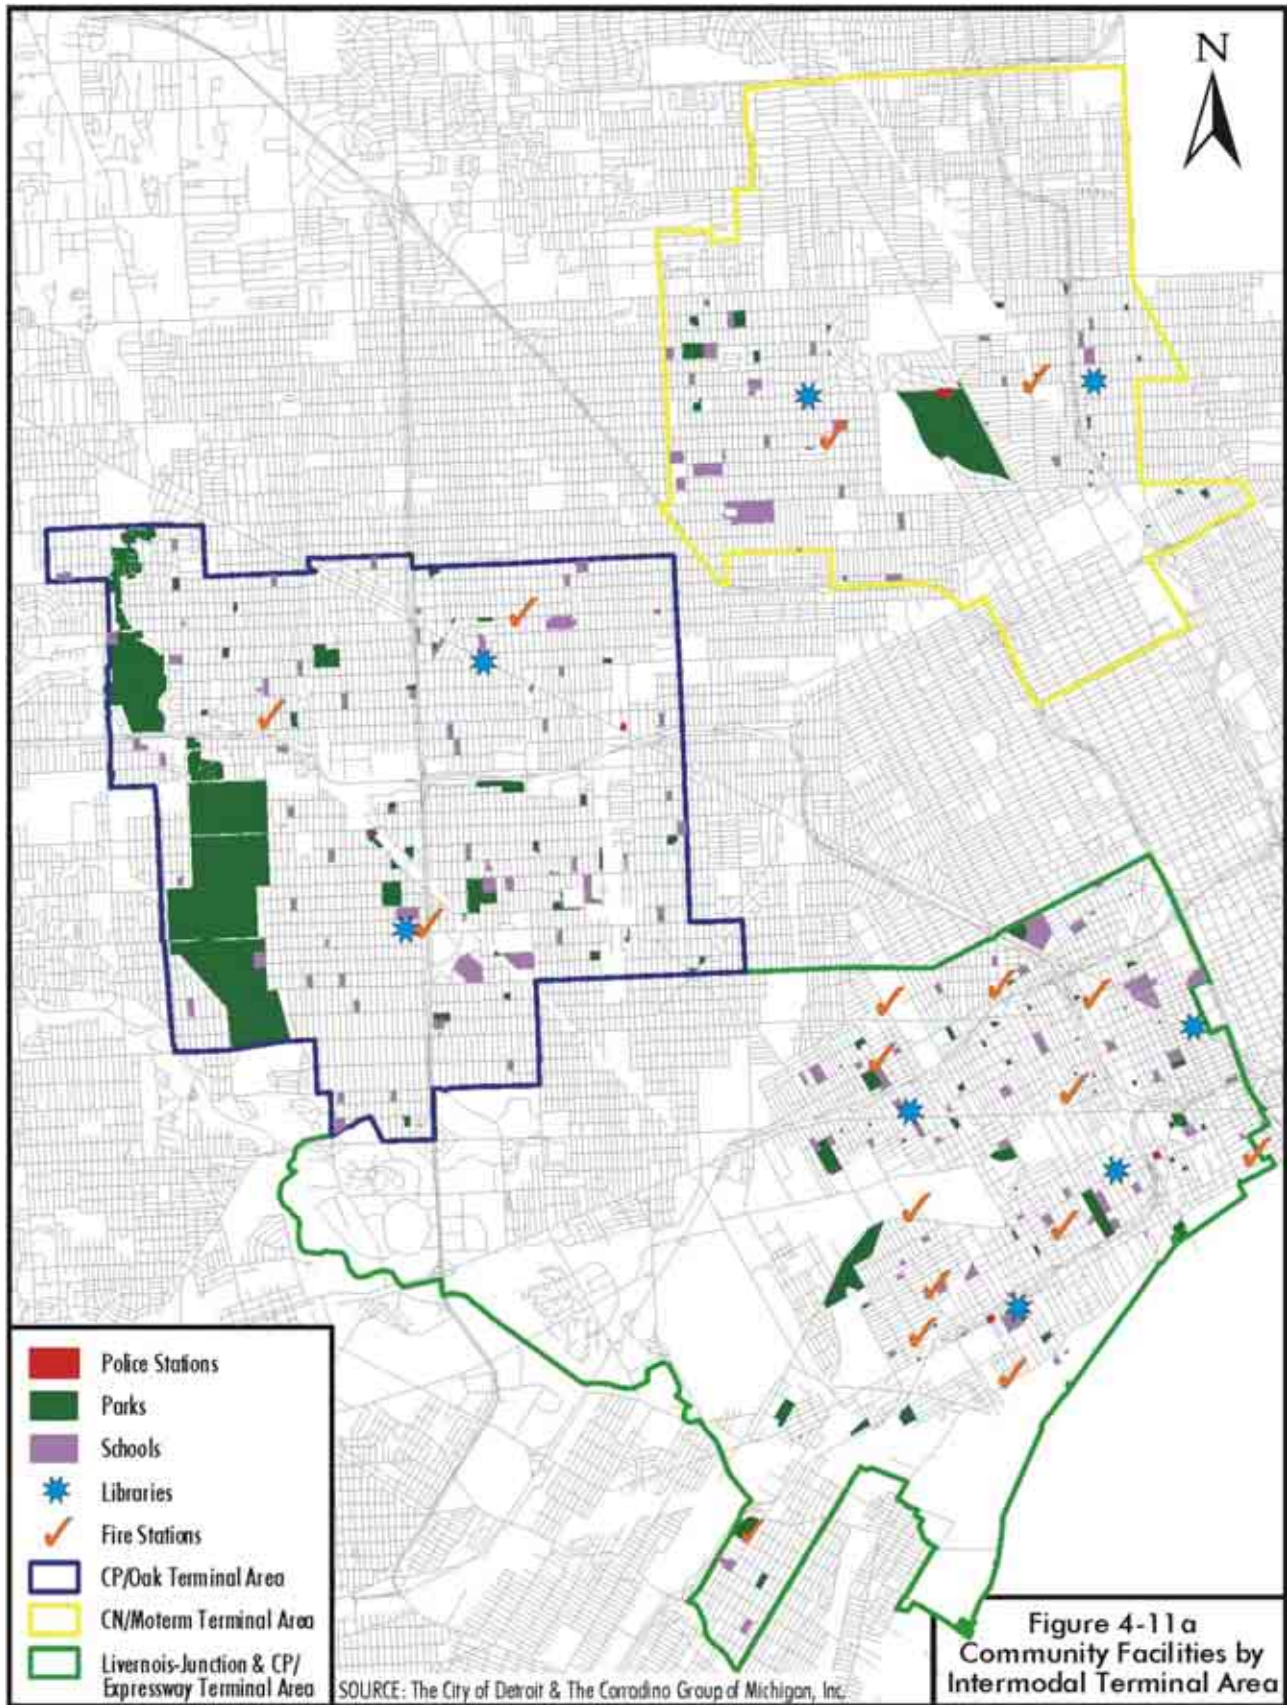 N
Police Stations
Parks
Schools
Libraries
Fire Stations
CP/Oak Terminal Area
CN/Moterm Terminal Area
Livernois-Junction & CP/
Expressway Terminal Area
SOURCE: The City of Detroit & The Corradino Group of Michigan, Inc.
Figure 4-11a
Community Facilities by
Intermodal Terminal Area